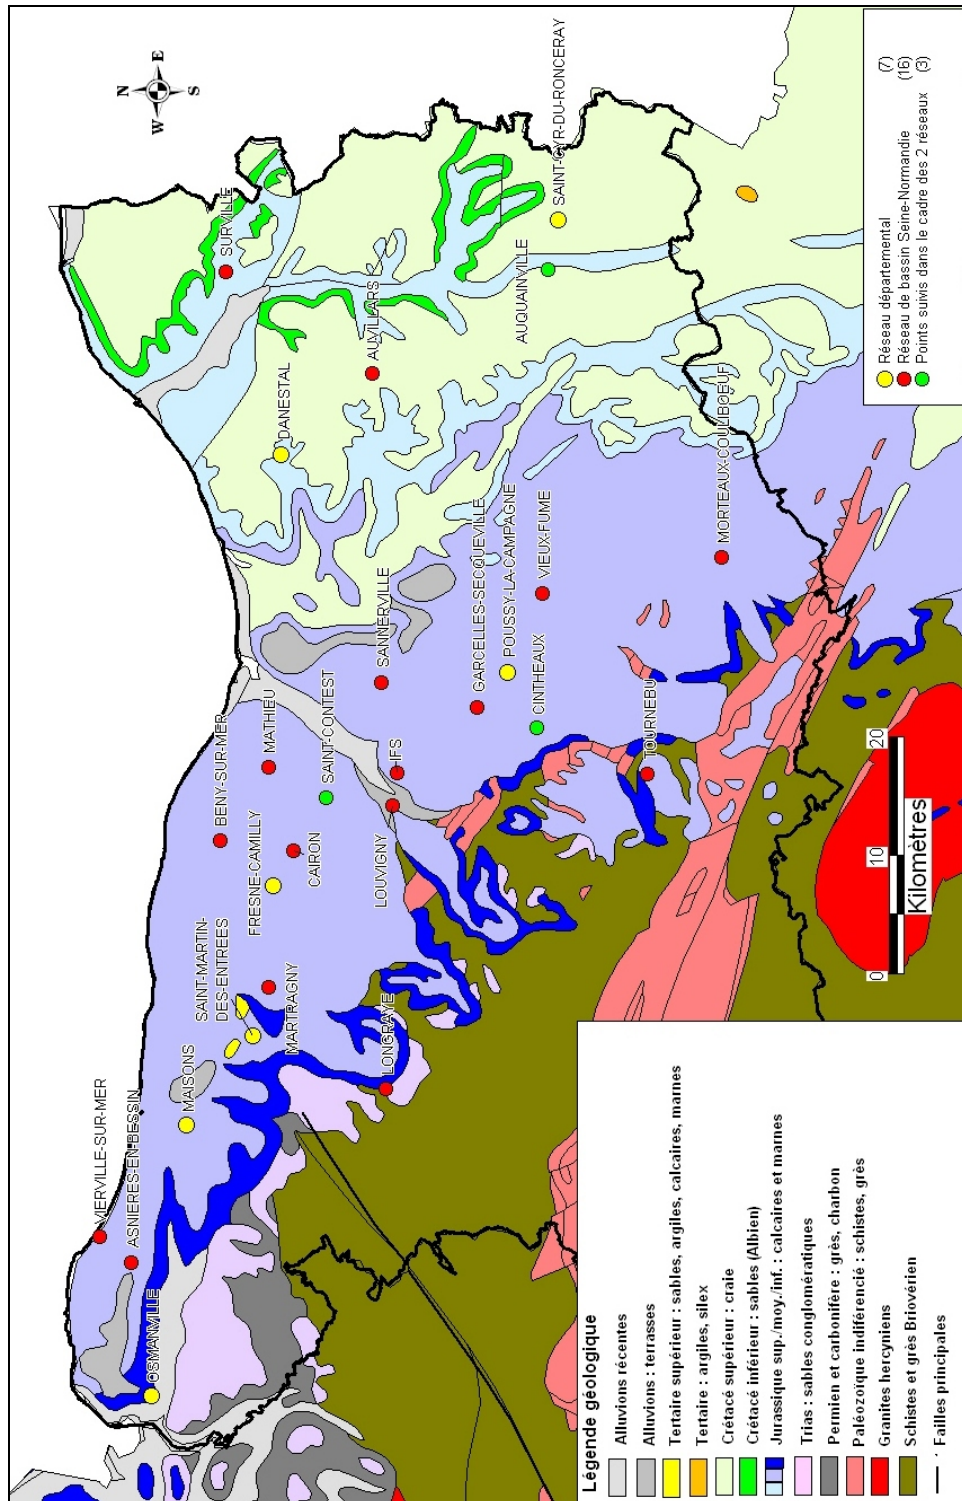 N
W
E
S
VIERVILLE-SUR-MER
ASNIERES-EN-BESSIN
OSMANVILLE
MAISONS
SAINT-MARTIN-
DES-ENTREES
MARTRAGNY
LONGRAYE
FRESNE-CAMILLY
BENY-SUR-MER
CAIRON
MATHIEU
SAINT-CONTEST
LOUVIGNY
IFS
SANNERVILLE
GARCELLES-SECQUEVILLE
POUSSY-LA-CAMPAGNE
CINTHEAUX
VIEUX-FUME
TOURNEBU
MORTEAUX-COULIBOEUF
DANESTAL
AUVILLARS
SURVILLE
AUQUAINVILLE
SAINT-CYR-DU-RONCERAY
Légende géologique
Alluvions récentes
Alluvions : terrasses
Tertaire supérieur : sables, argiles, calcaires, marnes
Tertaire : argiles, silex
Crétacé supérieur : craie
Crétacé inférieur : sables (Albien)
Jurassique sup./moy./inf. : calcaires et marnes
Trias : sables conglomératiques
Permien et carbonifère : grès, charbon
Paléozoïque indifférencié : schistes, grès
Granites hercyniens
Schistes et grès Briovérien
Failles principales
0 10 20
Kilomètres
Réseau départemental (7)
Réseau de bassin Seine-Normandie (16)
Points suivis dans le cadre des 2 réseaux (3)